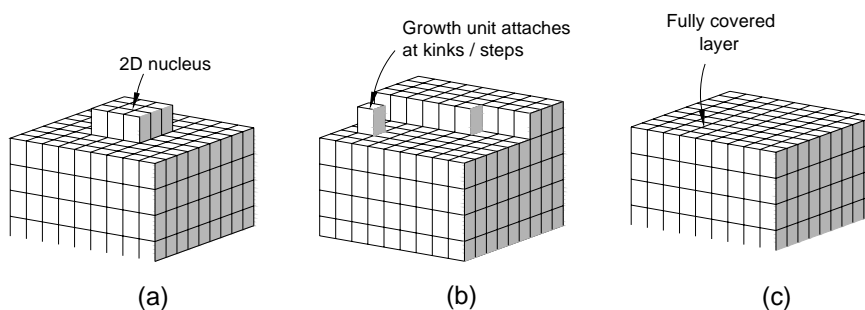 2D nucleus
Growth unit attaches
at kinks / steps
Fully covered
layer
(a)
(b)
(c)